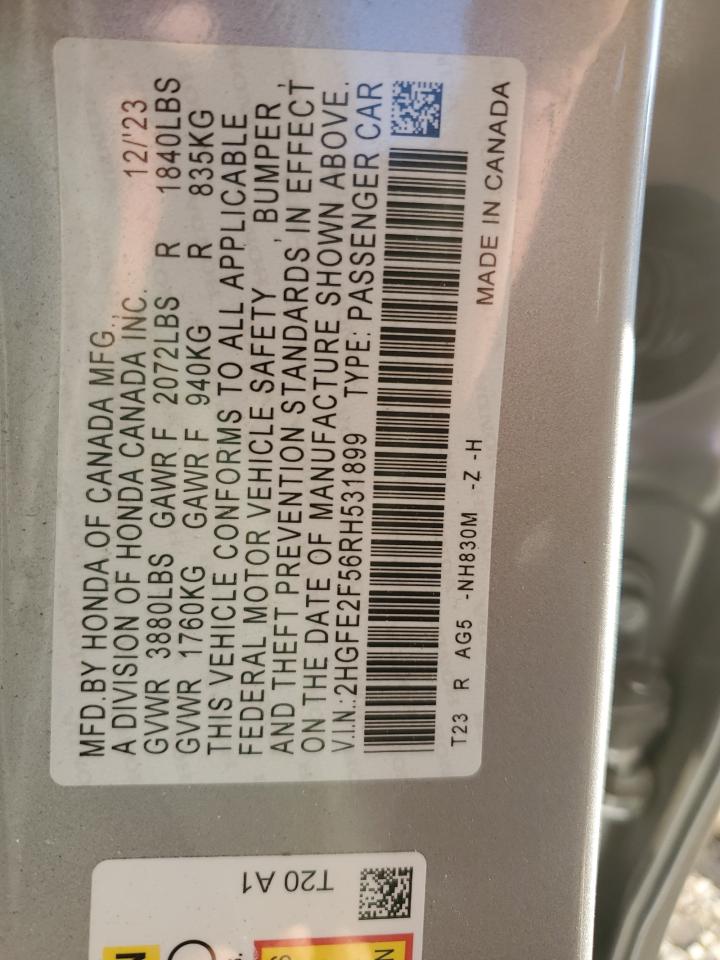 MFD.BY HONDA OF CANADA MFG.,
A DIVISION OF HONDA CANADA INC. 12/'23
GVWR 3880LBS GAWR F 2072LBS R 1840LBS
GVWR 1760KG GAWR F 940KG R 835KG
THIS VEHICLE CONFORMS TO ALL APPLICABLE
FEDERAL MOTOR VEHICLE SAFETY , BUMPER ,
AND THEFT PREVENTION STANDARDS IN EFFECT
ON THE DATE OF MANUFACTURE SHOWN ABOVE.
V.I.N.:2HGFE2F56RH531899 TYPE: PASSENGER CAR
T23 R AG5 -NH830M -Z -H MADE IN CANADA
T20 A1